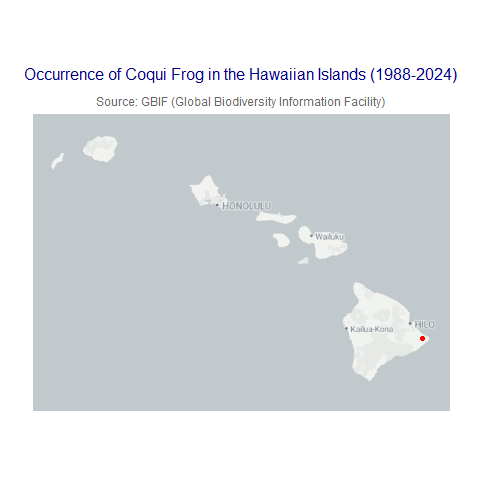 Occurrence of Coqui Frog in the Hawaiian Islands (1988-2024)
Source: GBIF (Global Biodiversity Information Facility)
HONOLULU
Wailuku
HILO
Kailua-Kona